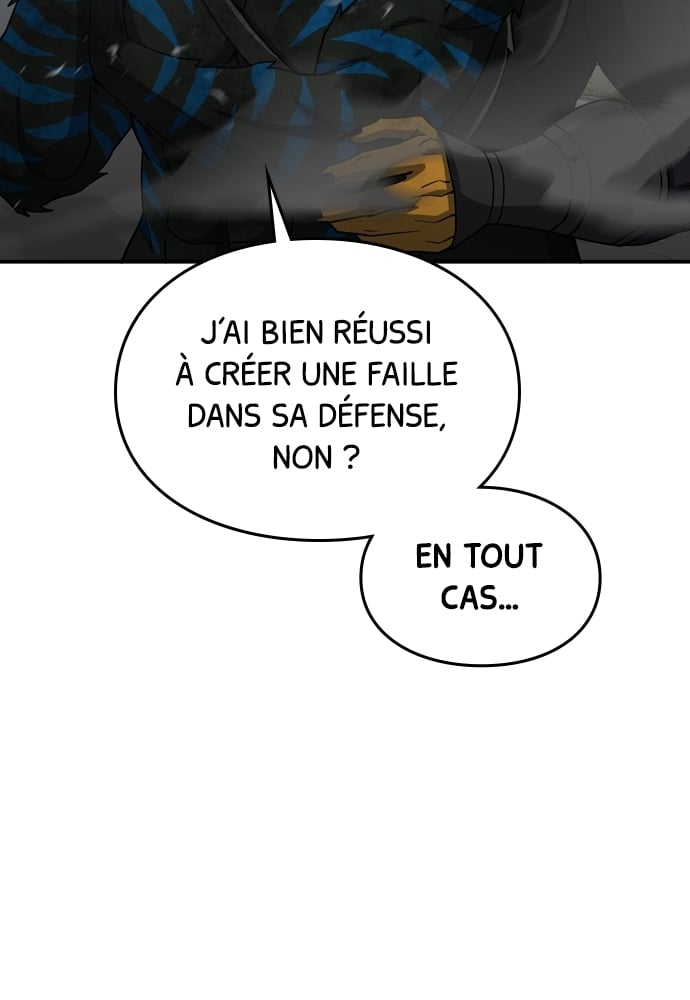 J'AI BIEN RÉUSSI
À CRÉER UNE FAILLE
DANS SA DÉFENSE,
NON ?
EN TOUT
CAS...